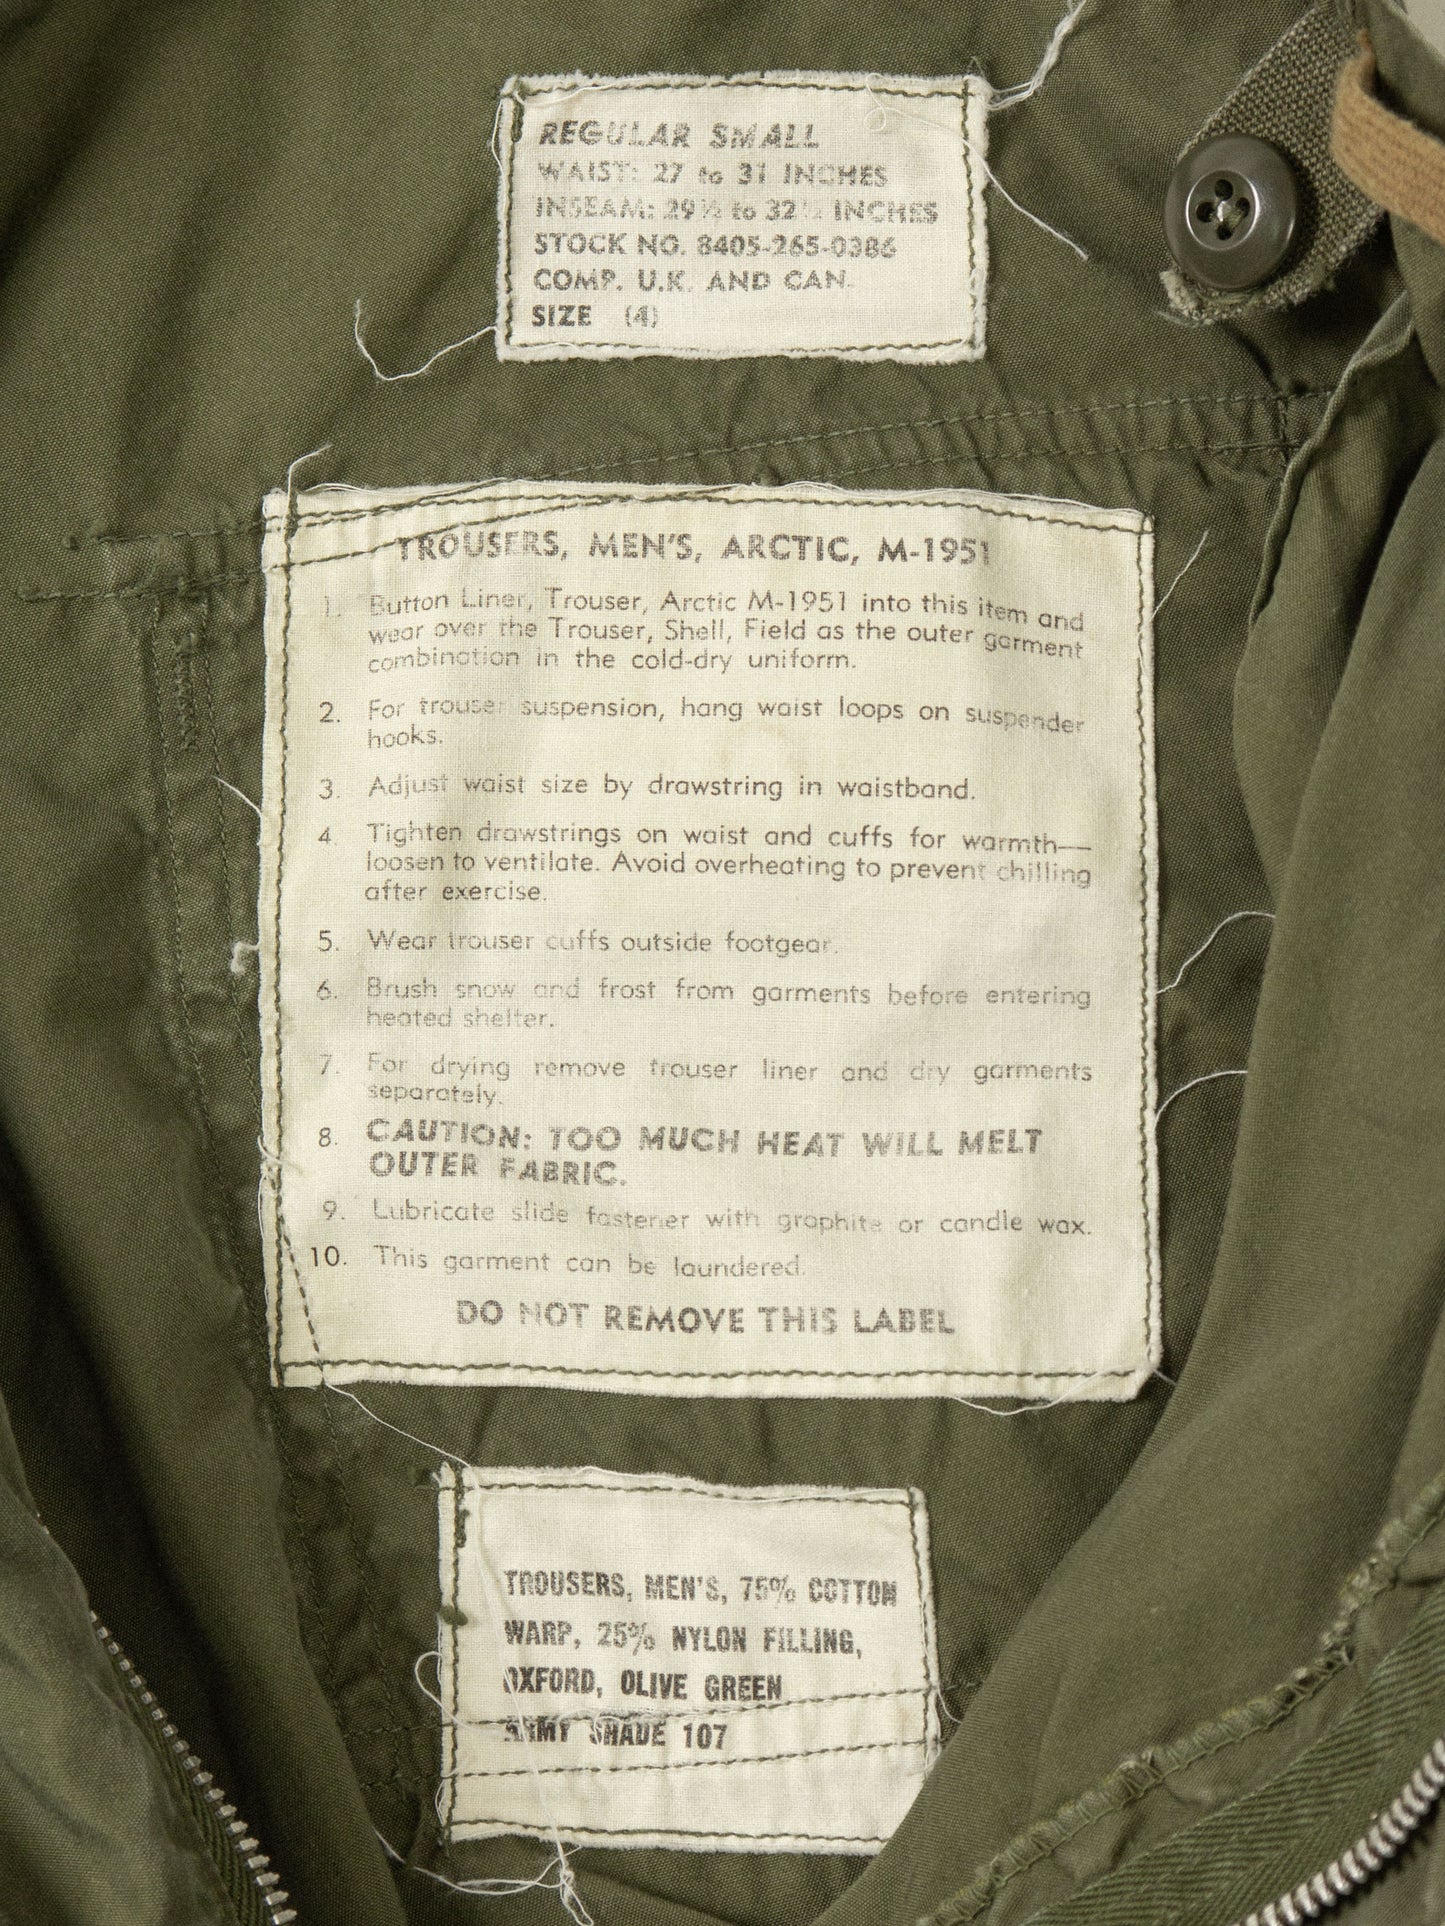 REGULAR SMALL
WAIST: 27 to 31 INCHES
INSEAM: 29½ to 32½ INCHES
STOCK NO. 8405-265-0386
COMP. U.K. AND CAN.
SIZE (4)
TROUSERS, MEN'S, ARCTIC, M-1951
1. Button Liner, Trouser, Arctic M-1951 into this item and
wear over the Trouser, Shell, Field as the outer garment
combination in the cold-dry uniform.
2. For trouser suspension, hang waist loops on suspender
hooks.
3. Adjust waist size by drawstring in waistband.
4. Tighten drawstrings on waist and cuffs for warmth—
loosen to ventilate. Avoid overheating to prevent chilling
after exercise.
5. Wear trouser cuffs outside footgear.
6. Brush snow and frost from garments before entering
heated shelter.
7. For drying remove trouser liner and dry garments
separately.
8. CAUTION: TOO MUCH HEAT WILL MELT
OUTER FABRIC.
9. Lubricate slide fastener with graphite or candle wax.
10. This garment can be laundered.
DO NOT REMOVE THIS LABEL
TROUSERS, MEN'S, 75% COTTON
WARP, 25% NYLON FILLING,
OXFORD, OLIVE GREEN
ARMY SHADE 107